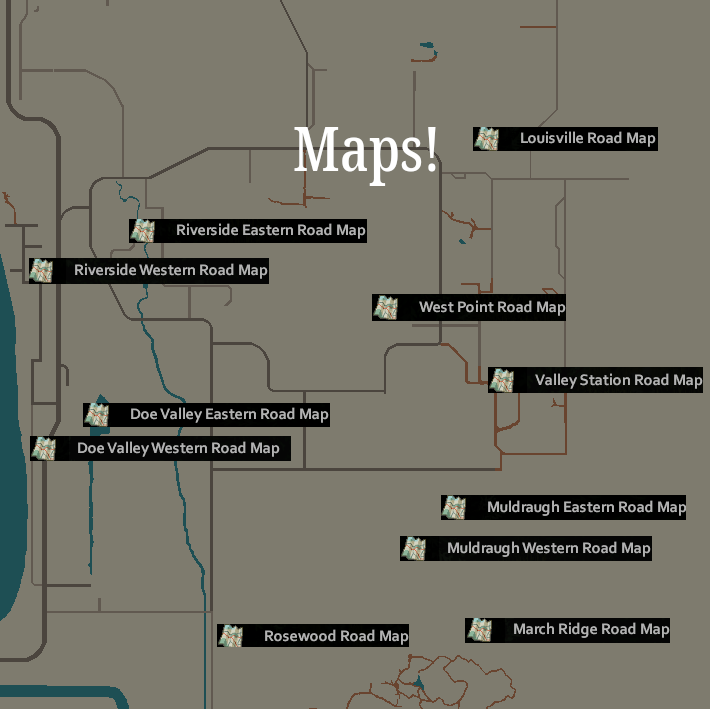 Maps!
Louisville Road Map
Riverside Eastern Road Map
Riverside Western Road Map
West Point Road Map
Valley Station Road Map
Doe Valley Eastern Road Map
Doe Valley Western Road Map
Muldraugh Eastern Road Map
Muldraugh Western Road Map
March Ridge Road Map
Rosewood Road Map